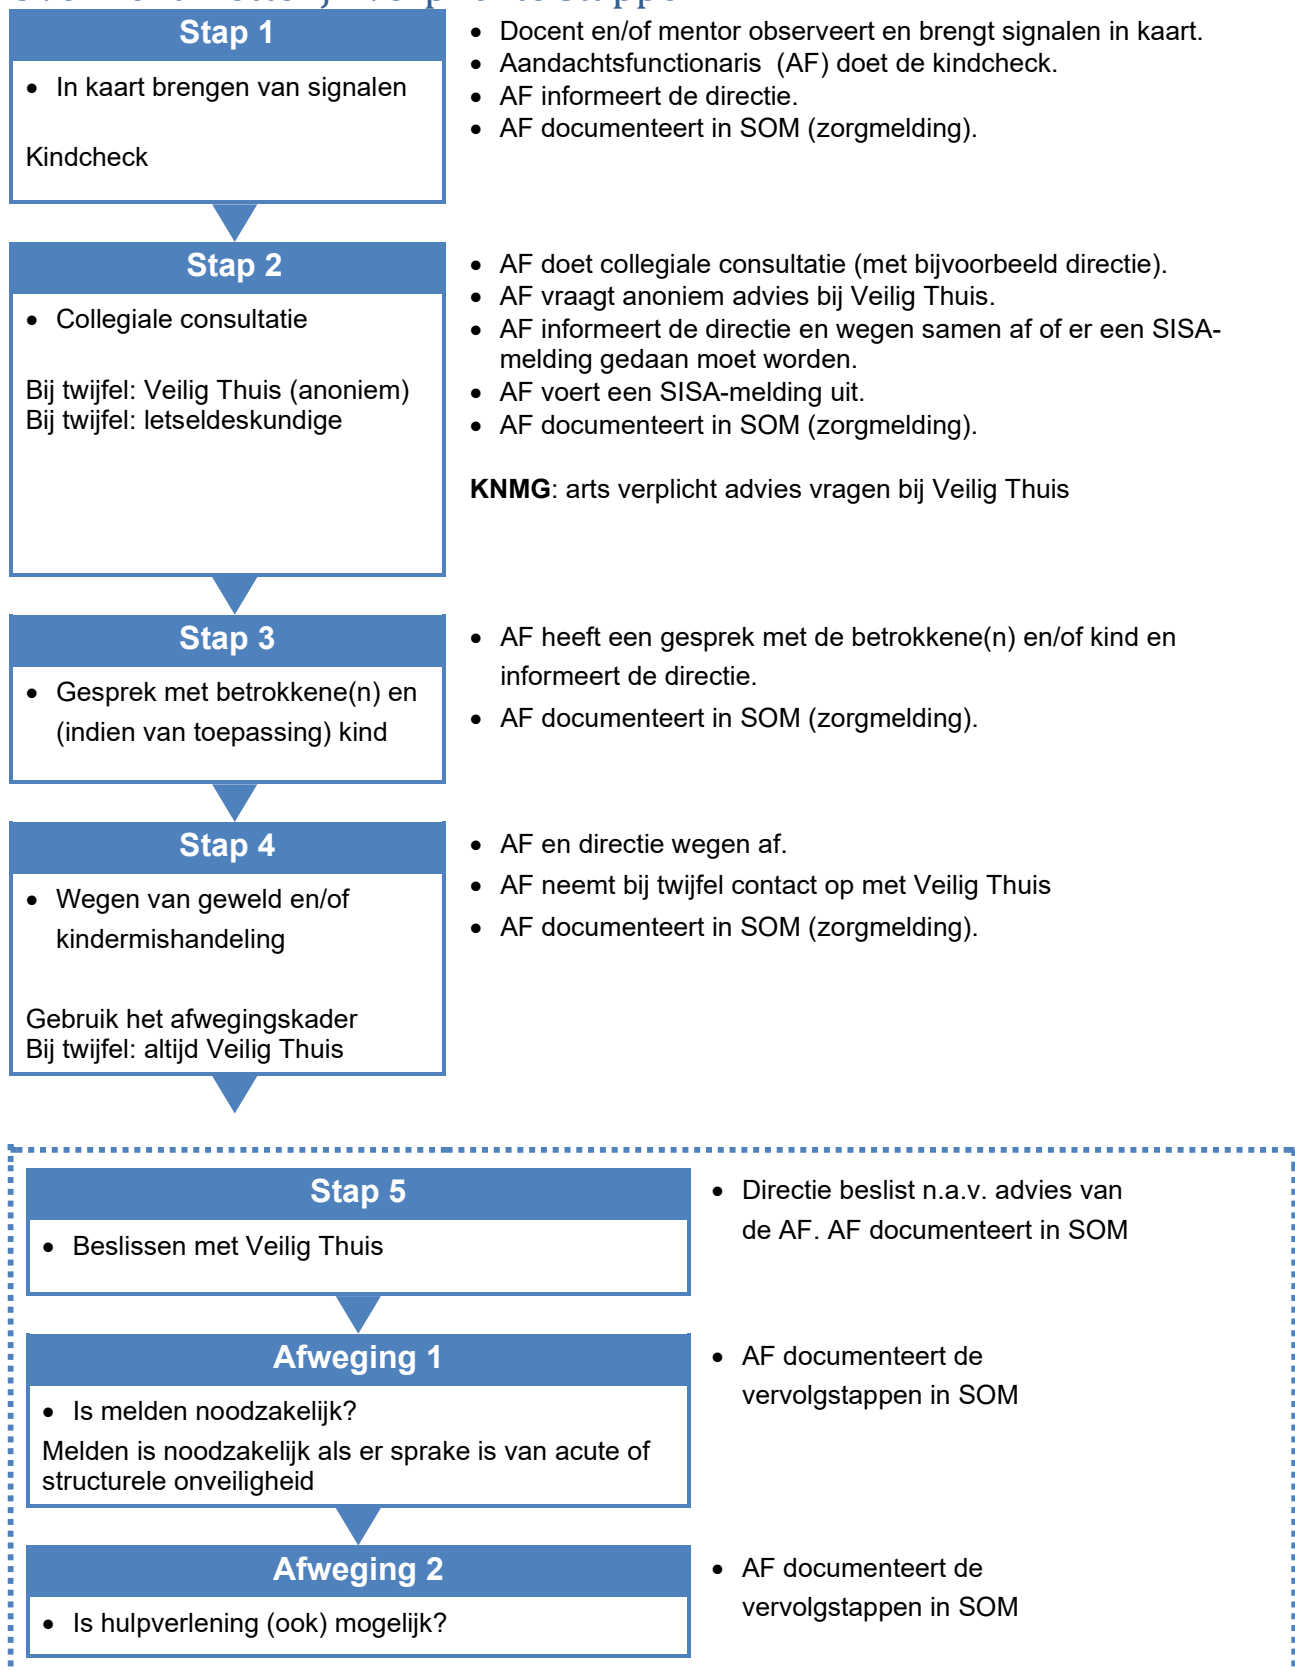 Stap 1
• In kaart brengen van signalen
Kindcheck
• Docent en/of mentor observeert en brengt signalen in kaart.
• Aandachtsfunctionaris (AF) doet de kindcheck.
• AF informeert de directie.
• AF documenteert in SOM (zorgmelding).
Stap 2
• Collegiale consultatie
Bij twijfel: Veilig Thuis (anoniem)
Bij twijfel: letseldeskundige
• AF doet collegiale consultatie (met bijvoorbeeld directie).
• AF vraagt anoniem advies bij Veilig Thuis.
• AF informeert de directie en wegen samen af of er een SISA-
melding gedaan moet worden.
• AF voert een SISA-melding uit.
• AF documenteert in SOM (zorgmelding).
KNMG: arts verplicht advies vragen bij Veilig Thuis
Stap 3
• Gesprek met betrokkene(n) en
(indien van toepassing) kind
• AF heeft een gesprek met de betrokkene(n) en/of kind en
informeert de directie.
• AF documenteert in SOM (zorgmelding).
Stap 4
• Wegen van geweld en/of
kindermishandeling
Gebruik het afwegingskader
Bij twijfel: altijd Veilig Thuis
• AF en directie wegen af.
• AF neemt bij twijfel contact op met Veilig Thuis
• AF documenteert in SOM (zorgmelding).
Stap 5
• Beslissen met Veilig Thuis
• Directie beslist n.a.v. advies van
de AF. AF documenteert in SOM
Afweging 1
• Is melden noodzakelijk?
Melden is noodzakelijk als er sprake is van acute of
structurele onveiligheid
• AF documenteert de
vervolgstappen in SOM
Afweging 2
• Is hulpverlening (ook) mogelijk?
• AF documenteert de
vervolgstappen in SOM